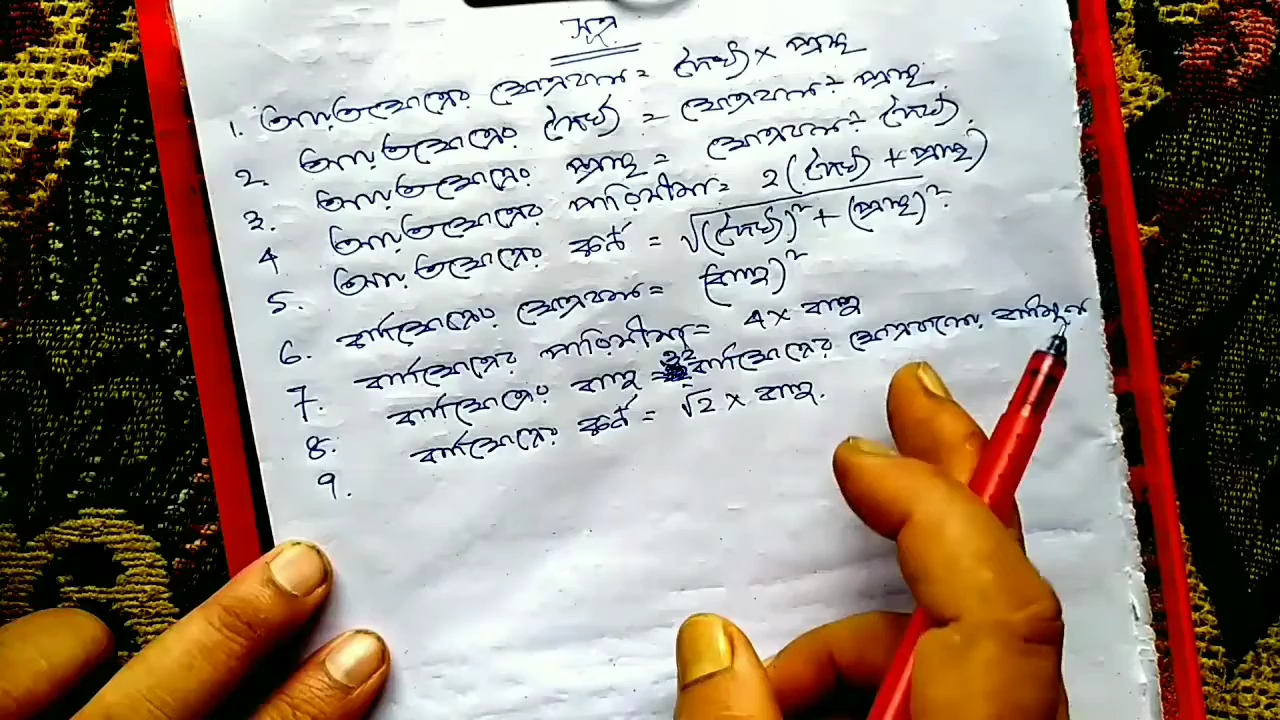 সূত্র
1. আয়তক্ষেত্রের ক্ষেত্রফল = দৈর্ঘ্য × প্রস্থ
2. আয়তক্ষেত্রের দৈর্ঘ্য = ক্ষেত্রফল ÷ প্রস্থ.
3. আয়তক্ষেত্রের প্রস্থ = ক্ষেত্রফল ÷ দৈর্ঘ্য.
4 আয়তক্ষেত্রের পরিসীমা = 2 (দৈর্ঘ্য + প্রস্থ)
5. আয়তক্ষেত্রের কর্ণ = √(দৈর্ঘ্য)² + (প্রস্থ)²
6. বর্গক্ষেত্রের ক্ষেত্রফল = (বাহু)²
7. বর্গক্ষেত্রের পরিসীমা = 4 × বাহু
8. বর্গক্ষেত্রের বাহু = বর্গক্ষেত্রের ক্ষেত্রফলের বর্গমূল
9. বর্গক্ষেত্রের কর্ণ = √2 × বাহু.